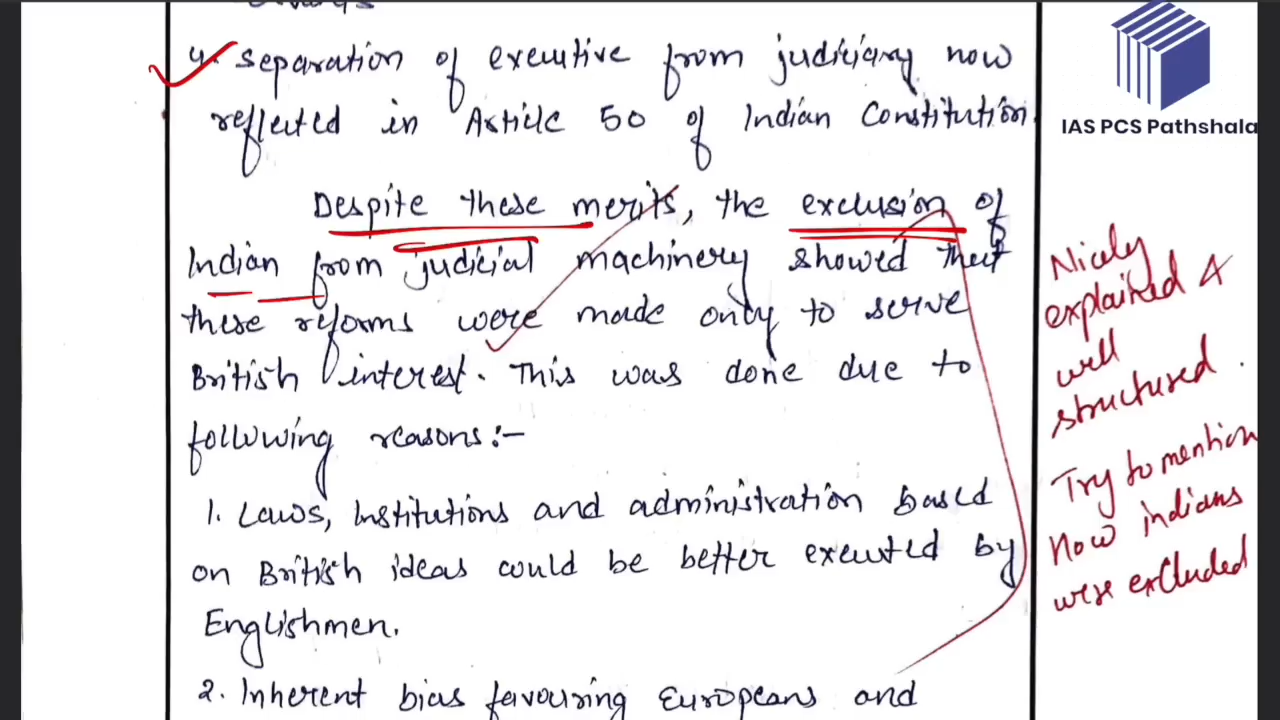 4. separation of executive from judiciary now
reflected in Article 50 of Indian Constitution.
Despite these merits, the exclusion of
Indian from judicial machinery showed that
these reforms were made only to serve
British interest. This was done due to
following reasons:-
1. Laws, Institutions and administration based
on British ideas could be better executed by
Englishmen.
2. Inherent bias favouring Europeans and
IAS PCS Pathshala
Nicely
explained &
well
structured.
Try to mention
how indians
were excluded